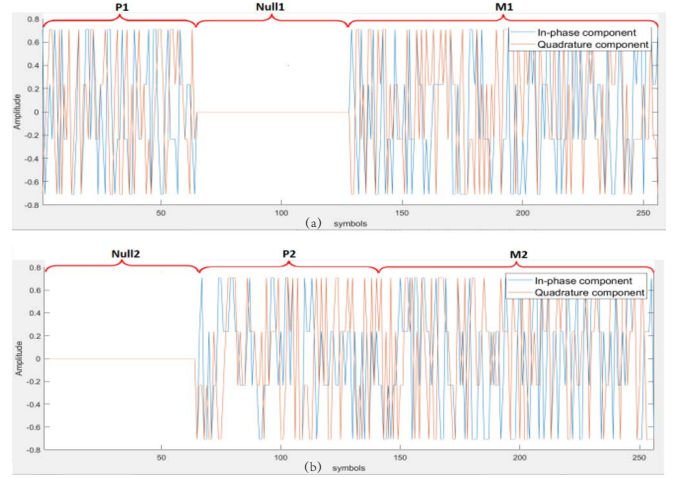 P1 Null1 M1
0.8
In-phase component
0.6
Quadrature component
0.4
0.2
0
-0.2
-0.4
-0.6
-0.8
Amplitude
50 100 150 200 250
(a) symbols
Null2 P2 M2
0.8
In-phase component
0.6
Quadrature component
0.4
0.2
0
-0.2
-0.4
-0.6
-0.8
Amplitude
50 100 150 200 250
(b) symbols